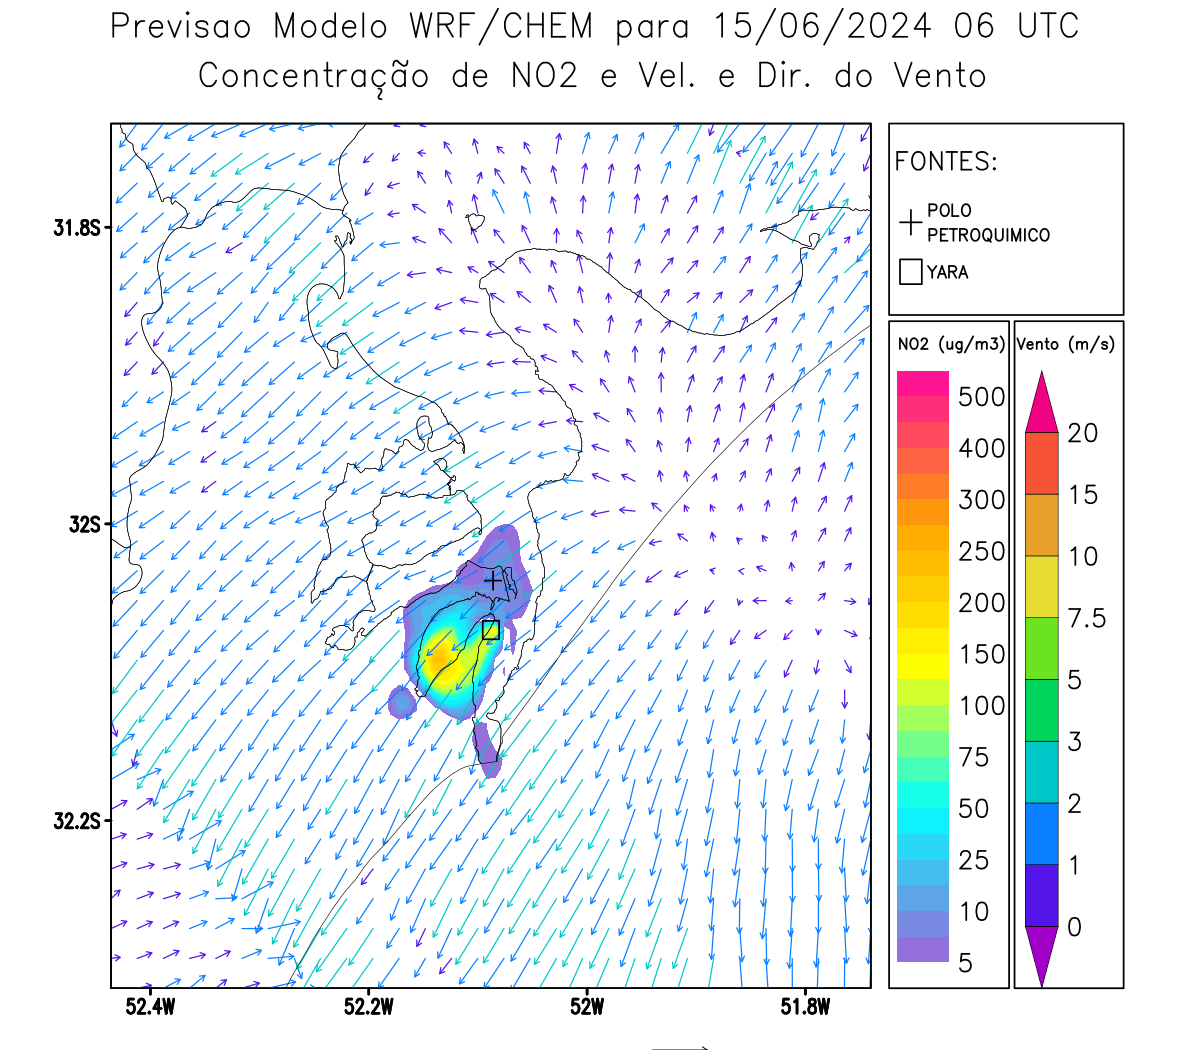 Previsao Modelo WRF/CHEM para 15/06/2024 06 UTC
Concentração de NO2 e Vel. e Dir. do Vento
FONTES:
POLO
PETROQUIMICO
YARA
NO2 (ug/m3)
500
400
300
250
200
150
100
75
50
25
10
5
Vento (m/s)
20
15
10
7.5
5
3
2
1
0
31.8S
32S
32.2S
52.4W
52.2W
52W
51.8W